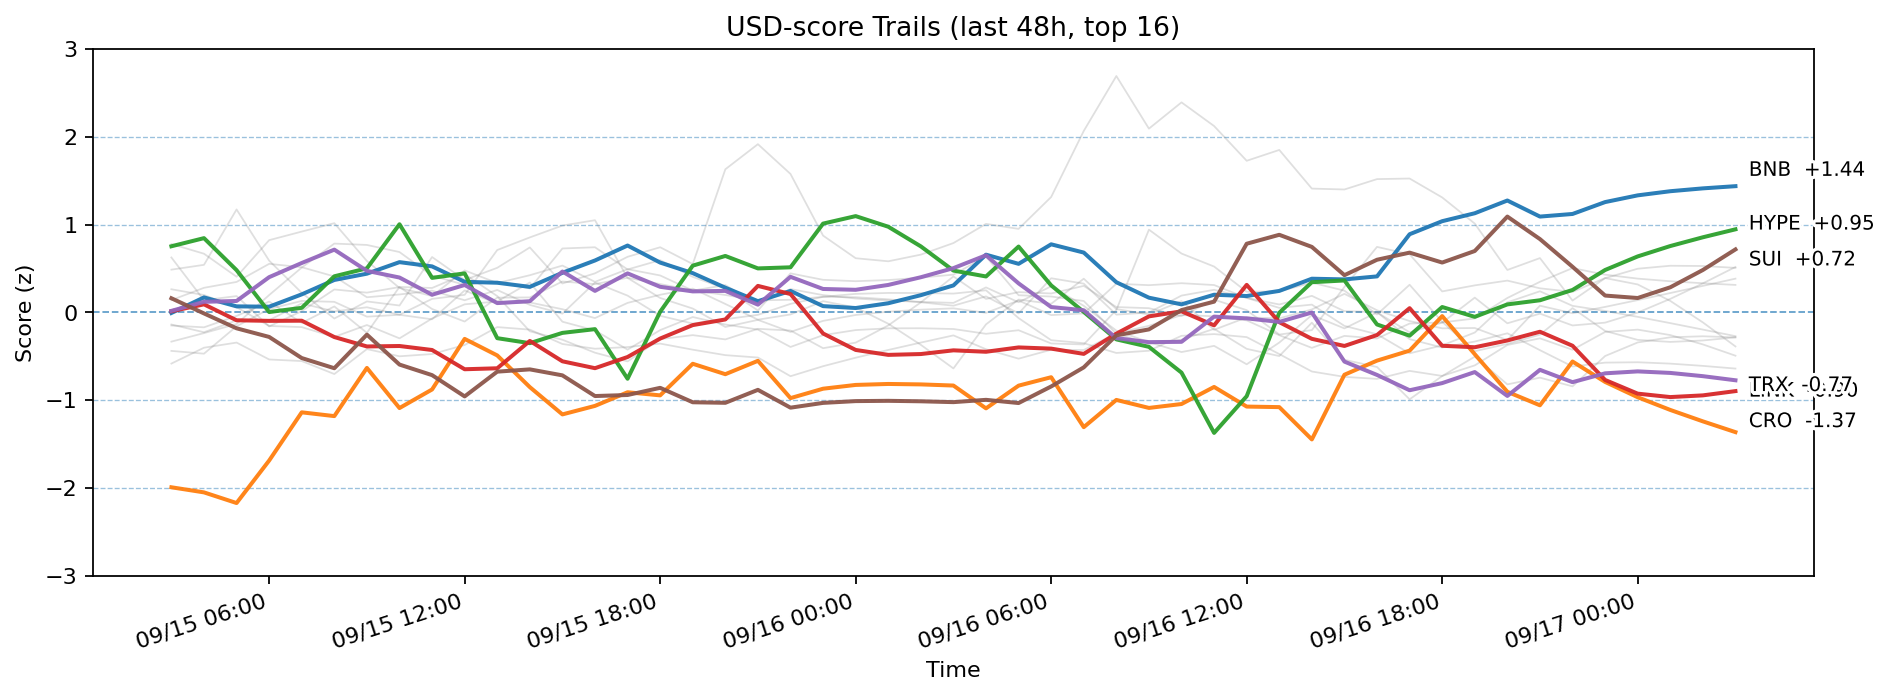 USD-score Trails (last 48h, top 16)
Score (z)
3
2
1
0
−1
−2
−3
BNB +1.44
HYPE +0.95
SUI +0.72
TRX -0.77
CRO -1.37
09/15 06:00
09/15 12:00
09/15 18:00
09/16 00:00
09/16 06:00
09/16 12:00
09/16 18:00
09/17 00:00
Time